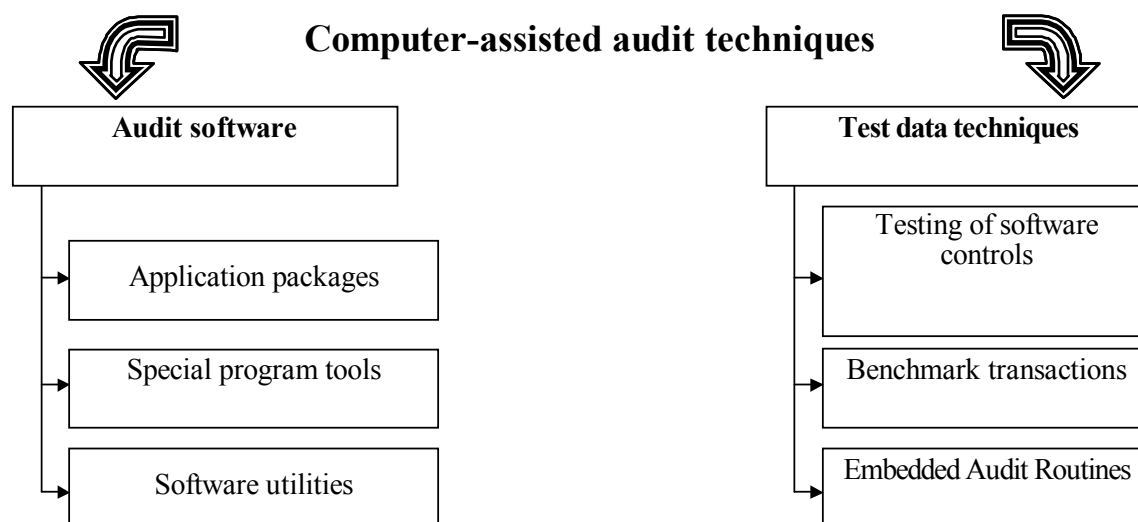 Computer-assisted audit techniques
Audit software
Application packages
Special program tools
Software utilities
Test data techniques
Testing of software
controls
Benchmark transactions
Embedded Audit Routines